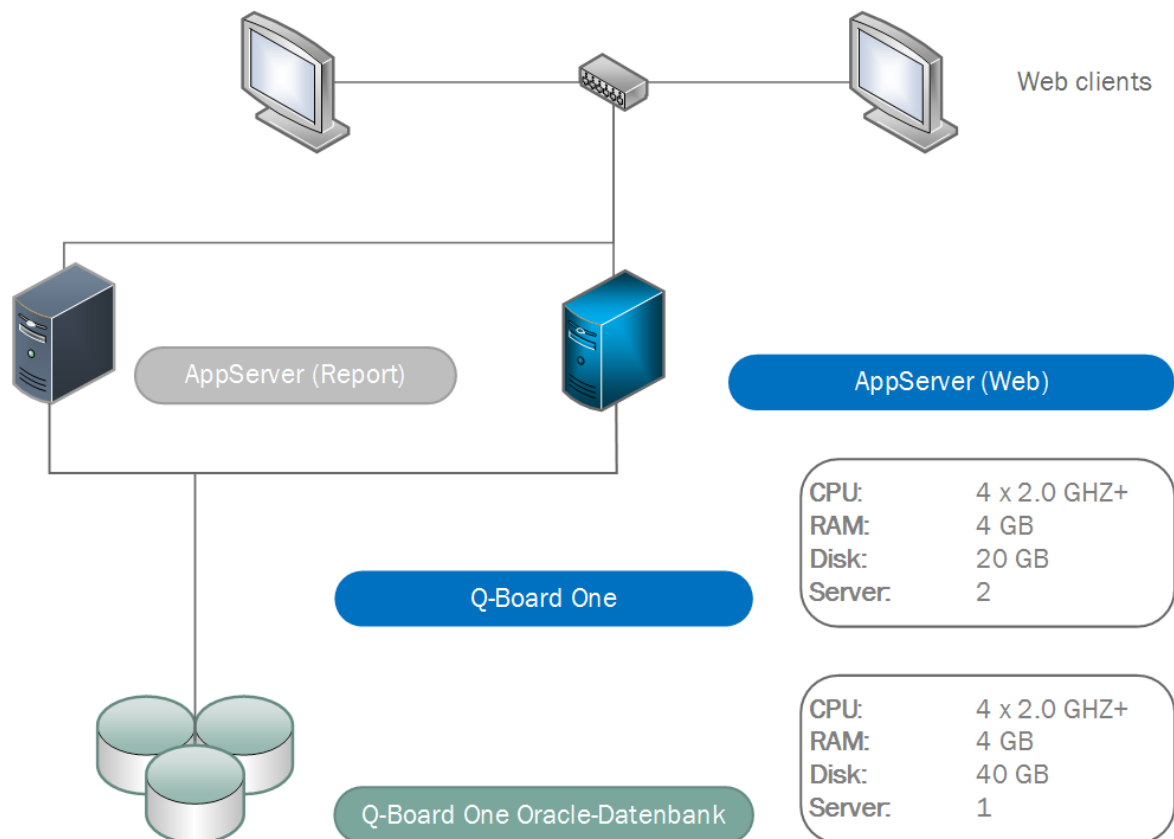 Web clients
AppServer (Report)
AppServer (Web)
CPU: 4 x 2.0 GHZ+
RAM: 4 GB
Disk: 20 GB
Server: 2
Q-Board One
CPU: 4 x 2.0 GHZ+
RAM: 4 GB
Disk: 40 GB
Server: 1
Q-Board One Oracle-Datenbank